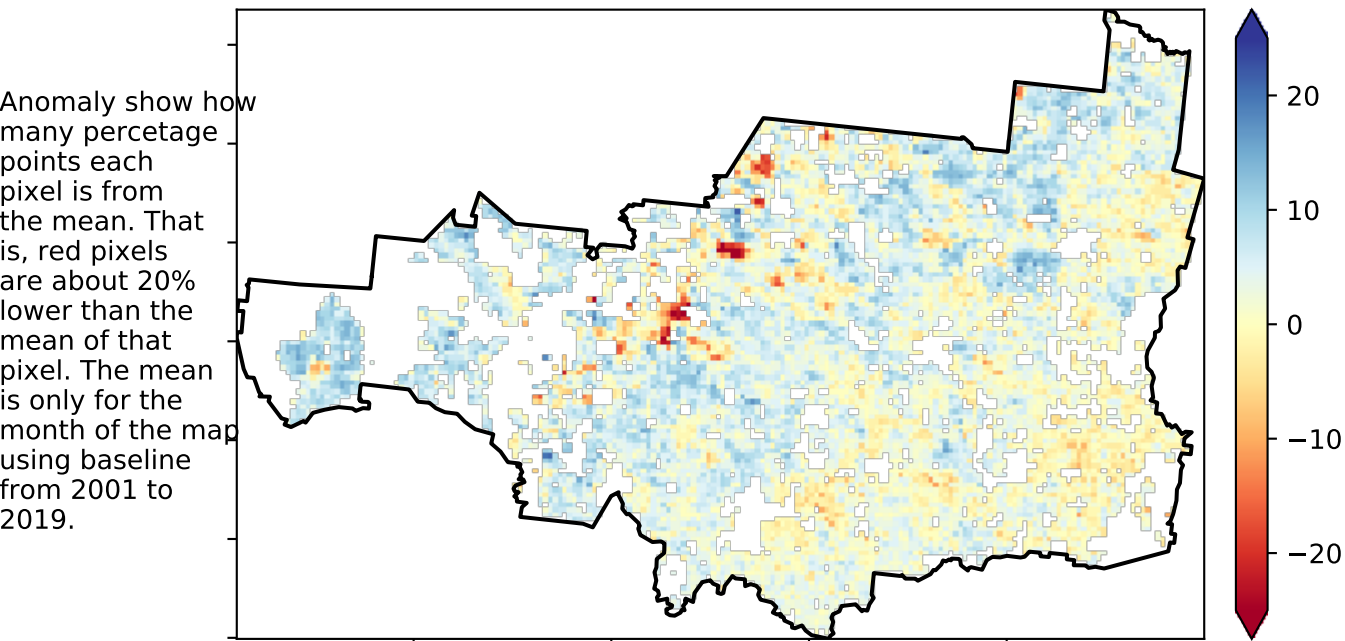 Anomaly show how
many percetage
points each
pixel is from
the mean. That
is, red pixels
are about 20%
lower than the
mean of that
pixel. The mean
is only for the
month of the map
using baseline
from 2001 to
2019.
20
10
0
−10
−20